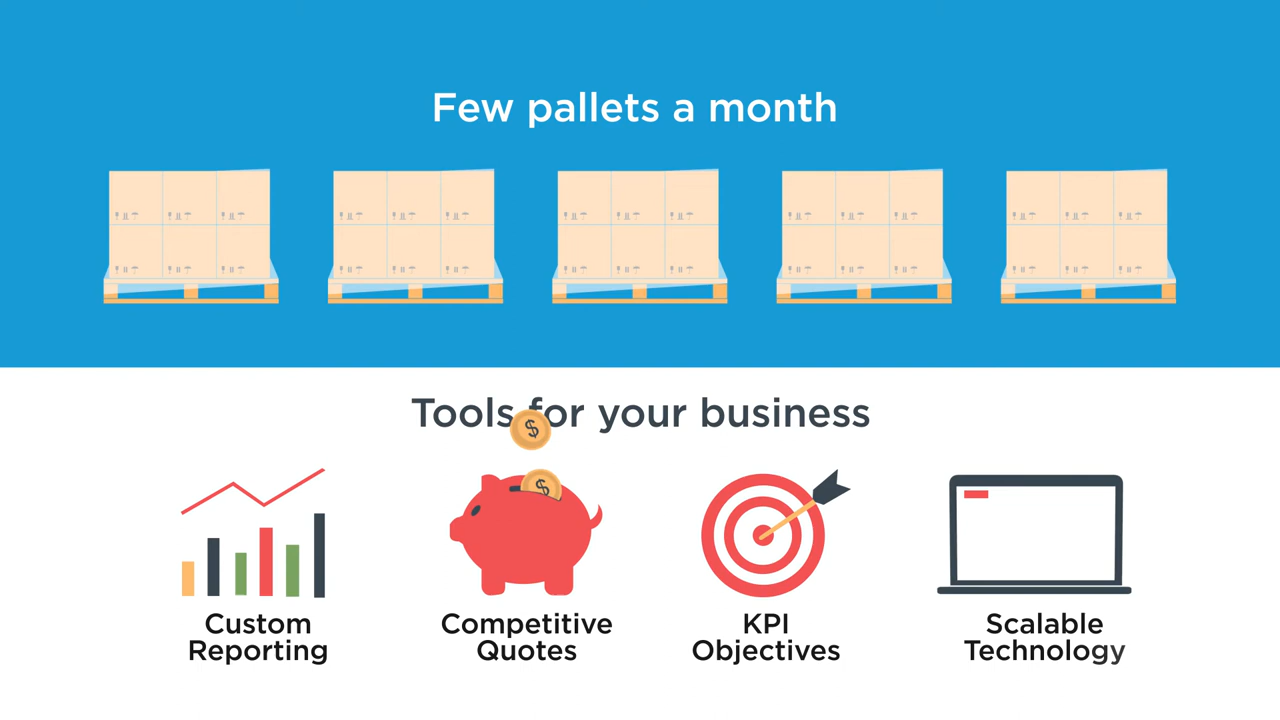 Few pallets a month
Tools for your business
$
$
Custom
Reporting
Competitive
Quotes
KPI
Objectives
Scalable
Technology